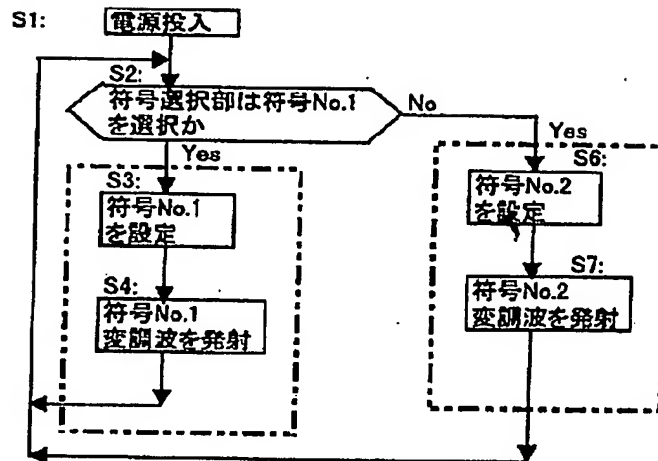 S1:
電源投入
S2:
符号選択部は符号No.1
を選択か
No
Yes
Yes
S3:
符号No.1
を設定
S4:
符号No.1
変調波を発射
S6:
符号No.2
を設定
S7:
符号No.2
変調波を発射